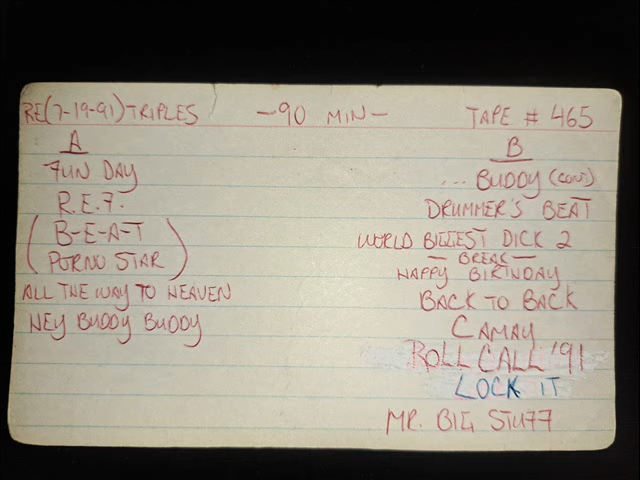 RE(7-19-91)TRIPLES -90 MIN- TAPE # 465
A
FUN DAY
R.E.F.
(B-E-A-T
PORNO STAR)
ALL THE WAY TO HEAVEN
HEY BUDDY BUDDY
B
... BUDDY (CONT)
DRUMMER'S BEAT
WORLD BIGGEST DICK 2
- BREAK -
HAPPY BIRTHDAY
BACK TO BACK
CAMAY
ROLL CALL '91
LOCK IT
MR. BIG STUFF